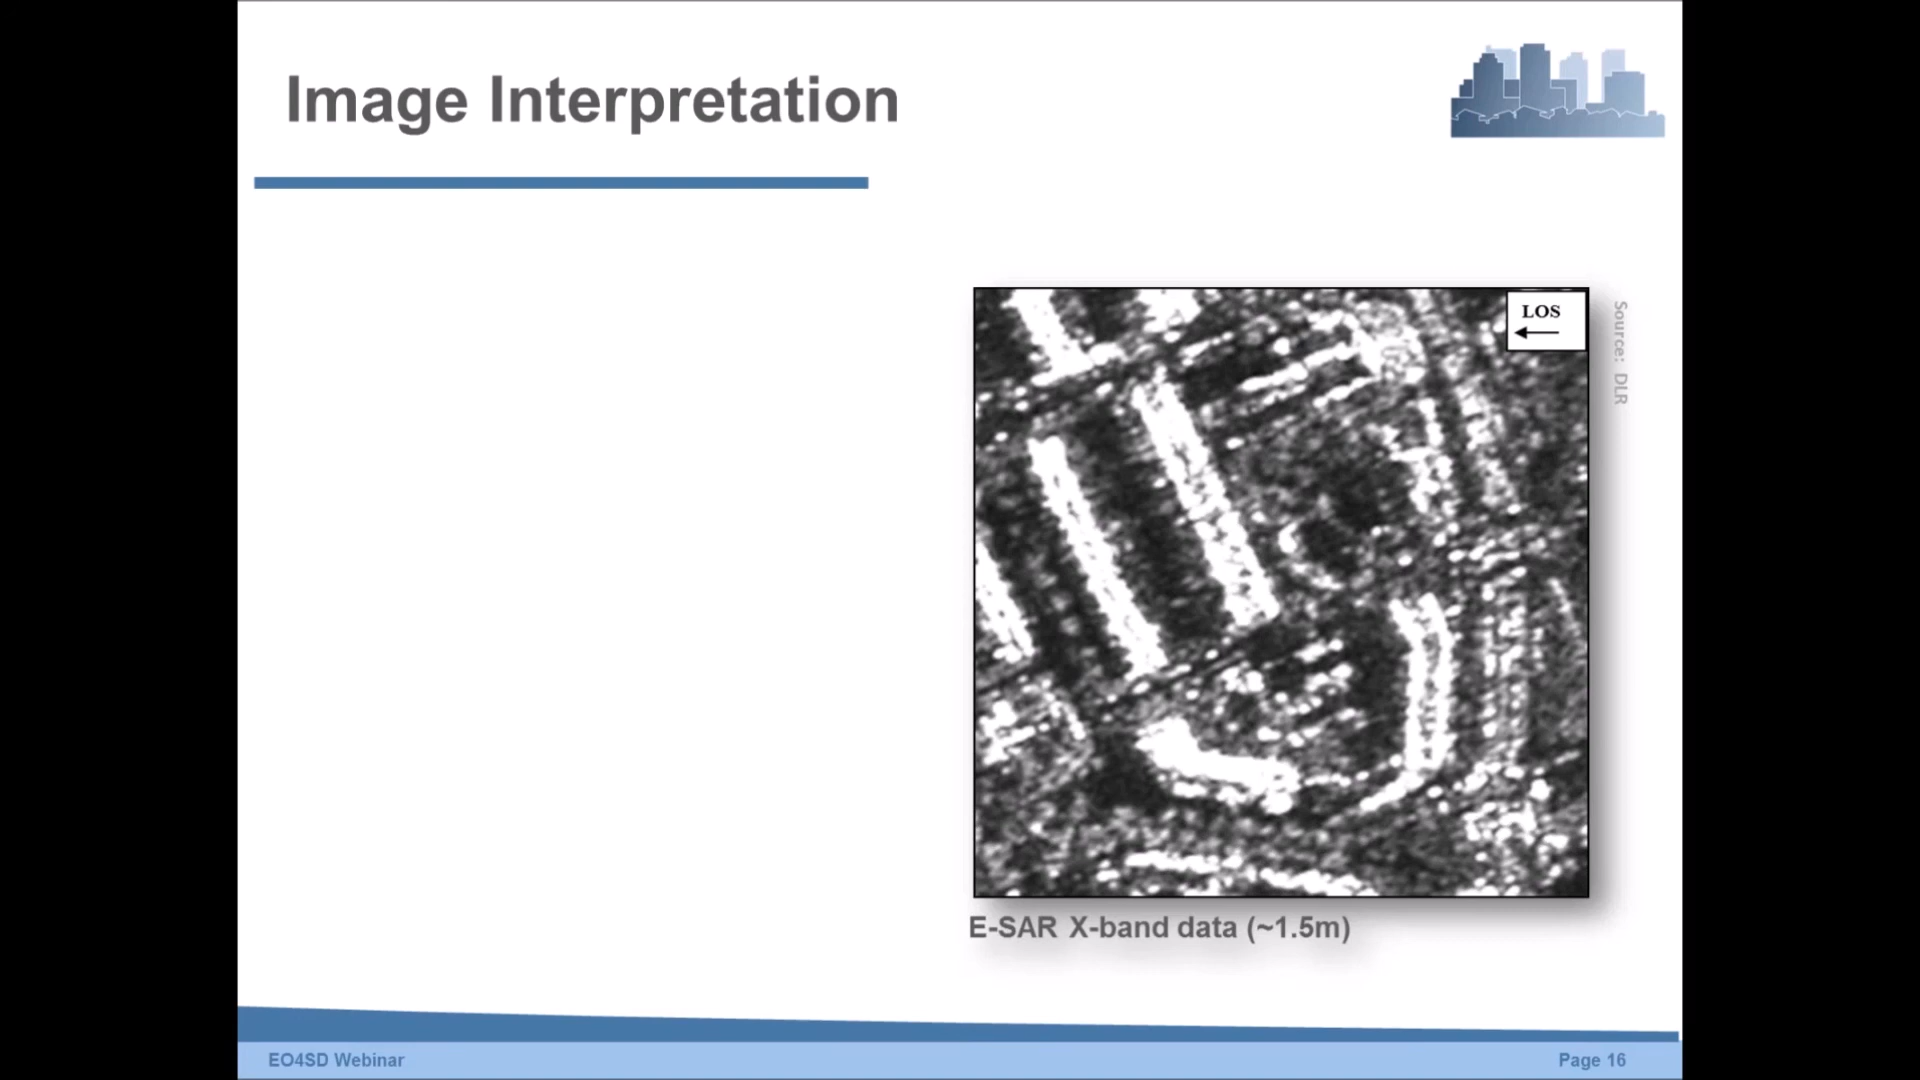 Image Interpretation
LOS
Source: DLR
E-SAR X-band data (~1.5m)
EO4SD Webinar
Page 16